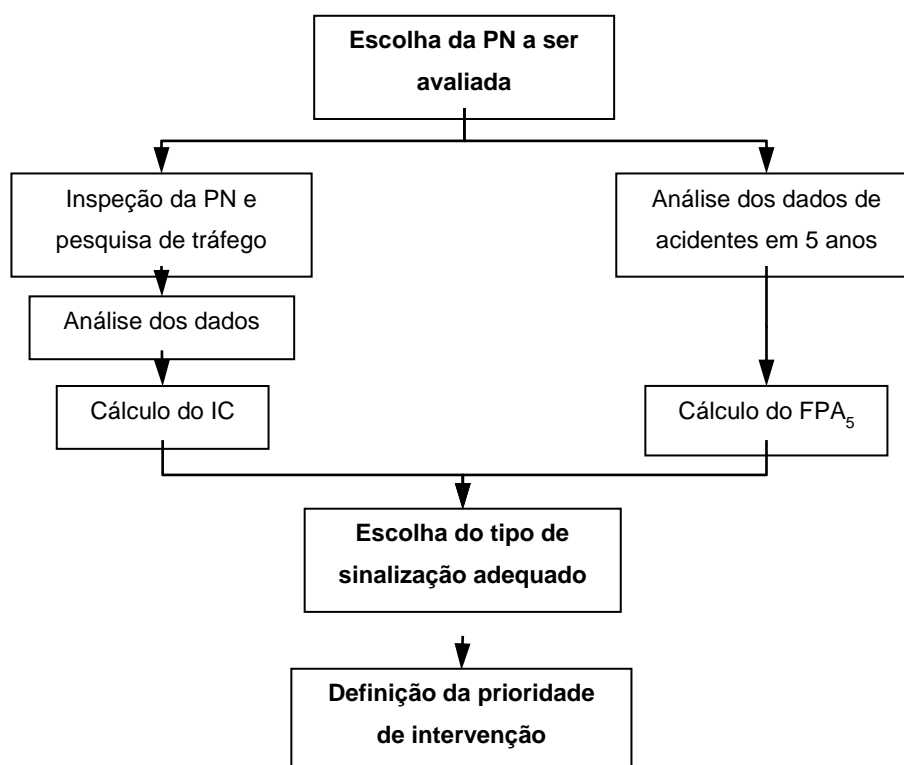 Escolha da PN a ser
avaliada
Inspeção da PN e
pesquisa de tráfego
Análise dos dados de
acidentes em 5 anos
Análise dos dados
Cálculo do IC
Cálculo do FPA5
Escolha do tipo de
sinalização adequado
Definição da prioridade
de intervenção